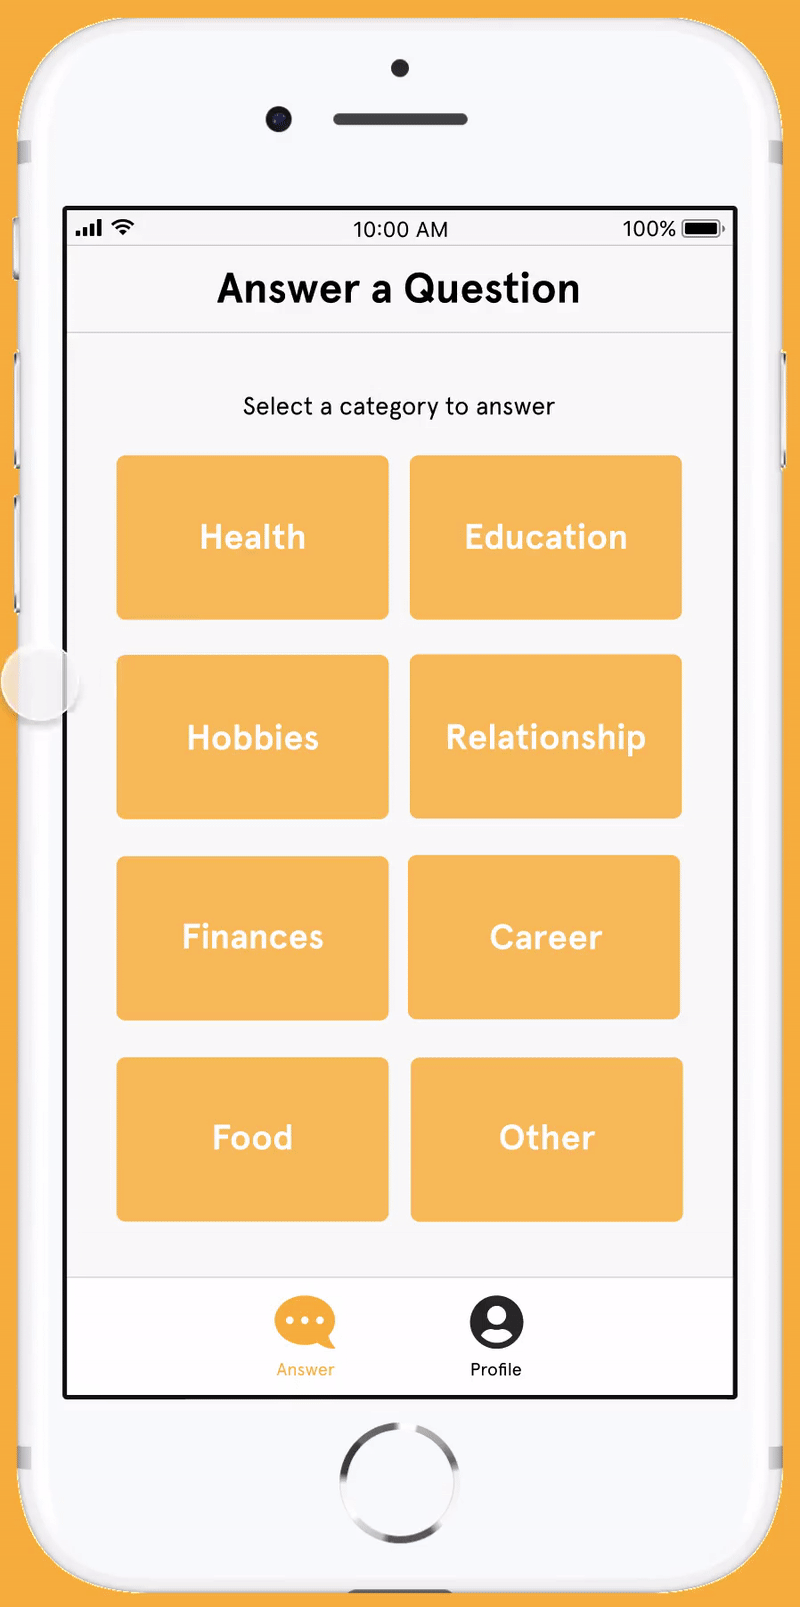 10:00 AM 100%
Answer a Question
Select a category to answer
Health Education
Hobbies Relationship
Finances Career
Food Other
Answer Profile